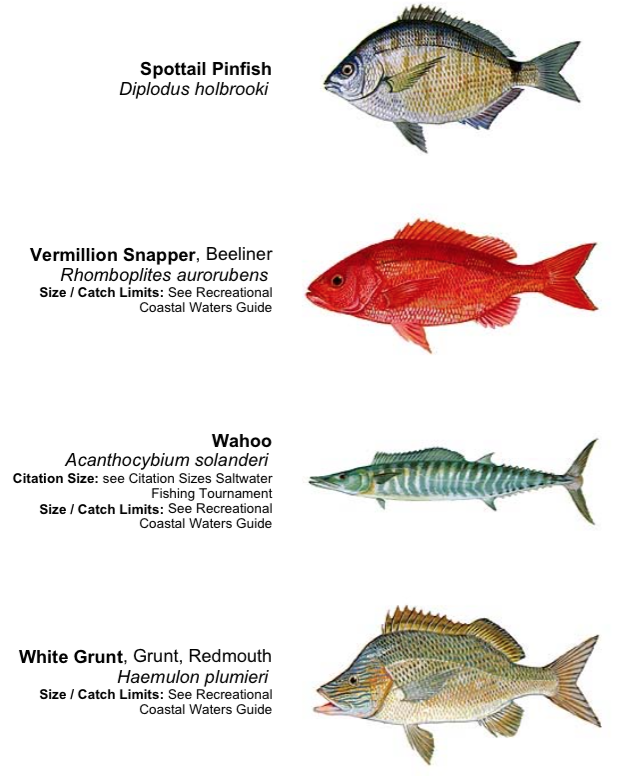 Spottail Pinfish
Diplodus holbrooki
Vermillion Snapper, Beeliner
Rhomboplites aurorubens
Size / Catch Limits: See Recreational
Coastal Waters Guide
Wahoo
Acanthocybium solanderi
Citation Size: see Citation Sizes Saltwater
Fishing Tournament
Size / Catch Limits: See Recreational
Coastal Waters Guide
White Grunt, Grunt, Redmouth
Haemulon plumieri
Size / Catch Limits: See Recreational
Coastal Waters Guide